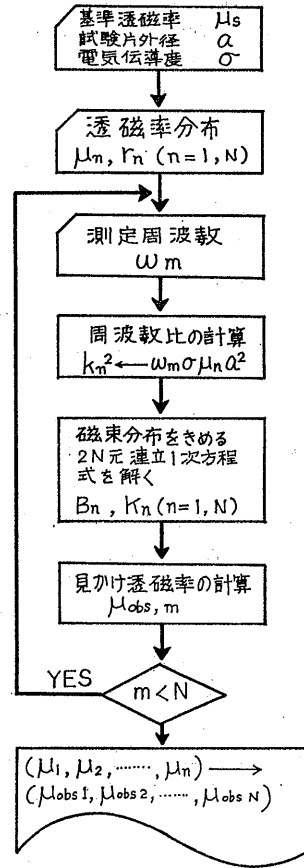 基準透磁率 μs
試験片外径 a
電気伝導度 σ
透磁率分布
μn, rn (n=1, N)
測定周波数
ωm
周波数比の計算
kn² ← ωmσμna²
磁束分布をきめる
2N元連立1次方程
式を解く
Bn, Kn (n=1, N)
見かけ透磁率の計算
μobs, m
YES
m<N
(μ1, μ2, ........, μn) →
(μobs1, μobs2, ......, μobs N)